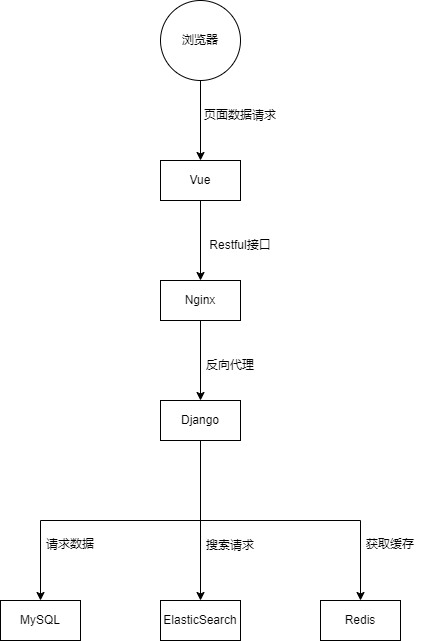 浏览器
页面数据请求
Vue
Restful接口
Nginx
反向代理
Django
请求数据
搜索请求
获取缓存
MySQL
ElasticSearch
Redis